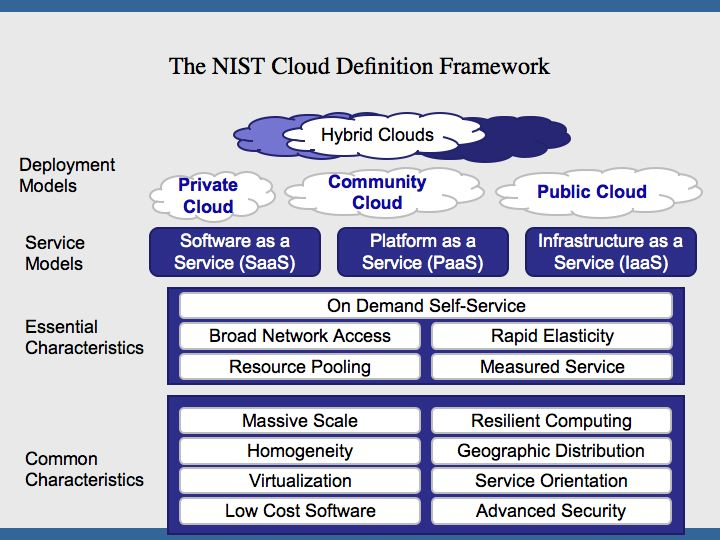 The NIST Cloud Definition Framework
Hybrid Clouds
Deployment
Models
Private
Cloud
Community
Cloud
Public Cloud
Service
Models
Software as a
Service (SaaS)
Platform as a
Service (PaaS)
Infrastructure as a
Service (IaaS)
Essential
Characteristics
On Demand Self-Service
Broad Network Access
Rapid Elasticity
Resource Pooling
Measured Service
Common
Characteristics
Massive Scale
Resilient Computing
Homogeneity
Geographic Distribution
Virtualization
Service Orientation
Low Cost Software
Advanced Security